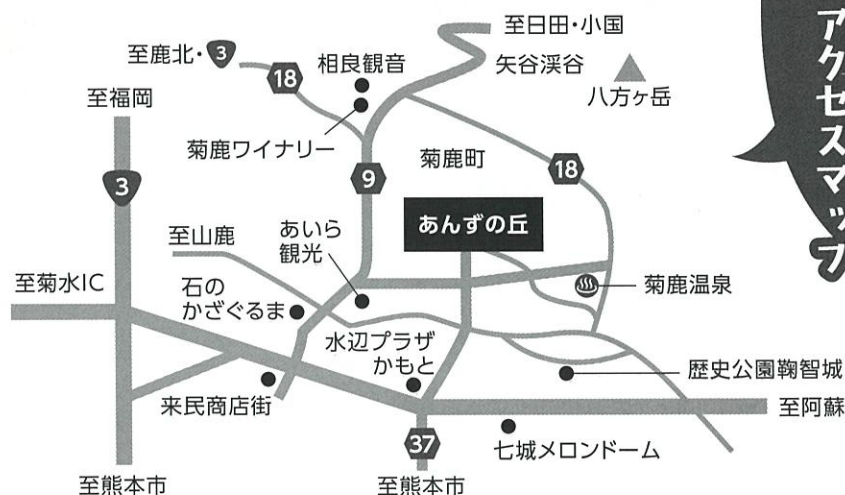 アクセスマップ
至日田・小国
至鹿北・3
18
相良観音
矢谷渓谷
八方ヶ岳
至福岡
菊鹿ワイナリー
3
9
菊鹿町
18
あんずの丘
至山鹿
あいら
観光
至菊水IC
石の
かざぐるま
菊鹿温泉
水辺プラザ
かもと
歴史公園鞠智城
来民商店街
至阿蘇
37
七城メロンドーム
至熊本市
至熊本市